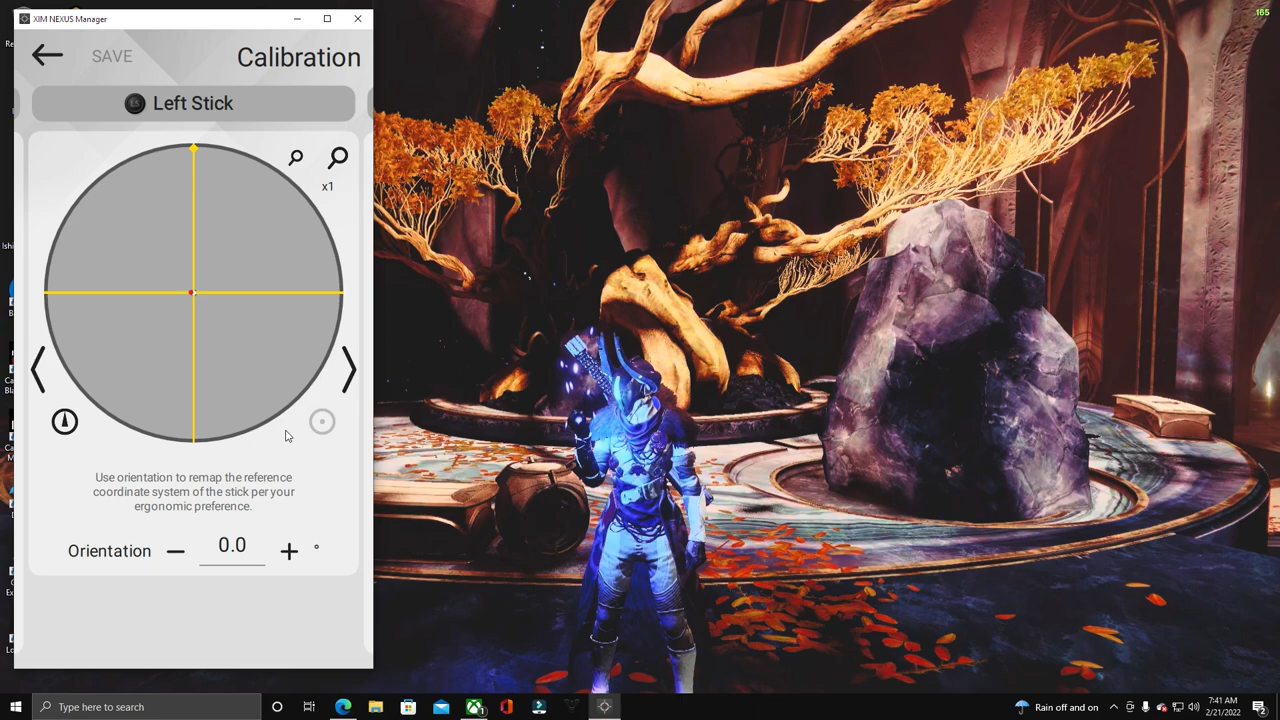 XIM NEXUS Manager
165
SAVE
Calibration
LS Left Stick
x1
Use orientation to remap the reference
coordinate system of the stick per your
ergonomic preference.
Orientation − 0.0 + °
Type here to search
Rain off and on
7:41 AM
2/21/2022